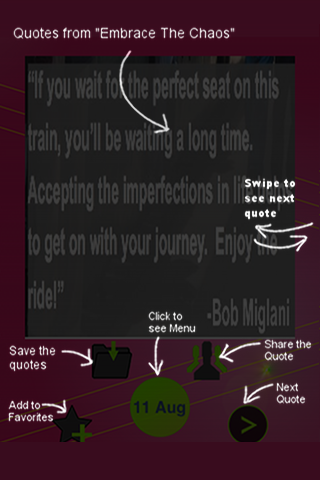 Quotes from "Embrace The Chaos"
“If you wait for the perfect seat on this
train, you’ll be waiting a long time.
Accepting the imperfections in life helps
to get on with your journey. Enjoy the
ride!”
-Bob Miglani
Swipe to
see next
quote
Click to
see Menu
Save the
quotes
Share the
Quote
Add to
Favorites
11 Aug
Next
Quote